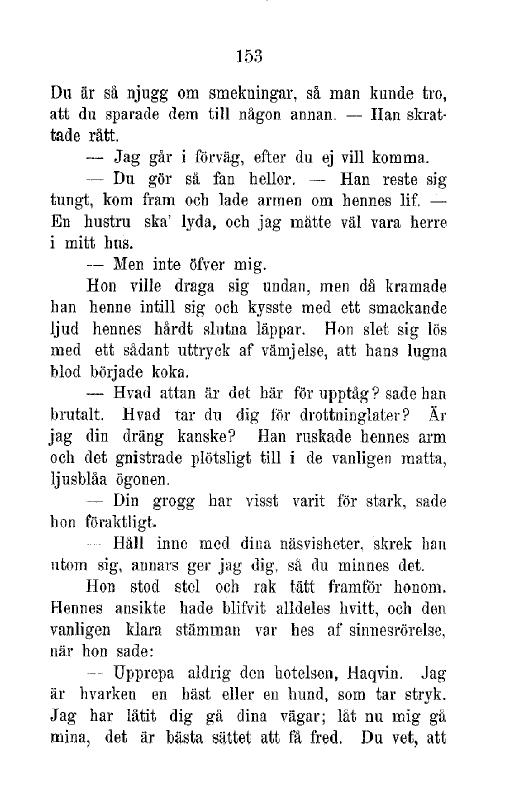 153
Du är så njugg om smekningar, så man kunde tro,
att du sparade dem till någon annan. — Han skrat-
tade rått.
— Jag går i förväg, efter du ej vill komma.
— Du gör så fan heller. — Han reste sig
tungt, kom fram och lade armen om hennes lif. —
En hustru ska' lyda, och jag mätte väl vara herre
i mitt hus.
— Men inte öfver mig.
Hon ville draga sig undan, men då kramade
han henne intill sig och kysste med ett smackande
ljud hennes hårdt slutna läppar. Hon slet sig lös
med ett sådant uttryck af vämjelse, att hans lugna
blod började koka.
— Hvad attan är det här för upptåg? sade han
brutalt. Hvad tar du dig för drottninglater? Är
jag din dräng kanske? Han ruskade hennes arm
och det gnistrade plötsligt till i de vanligen matta,
ljusblåa ögonen.
— Din grogg har visst varit för stark, sade
hon föraktligt.
— Håll inne med dina näsvisheter, skrek han
utom sig, annars ger jag dig, så du minnes det.
Hon stod stel och rak tätt framför honom.
Hennes ansikte hade blifvit alldeles hvitt, och den
vanligen klara stämman var hes af sinnesrörelse,
när hon sade:
— Upprepa aldrig den hotelsen, Haqvin. Jag
är hvarken en häst eller en hund, som tar stryk.
Jag har låtit dig gå dina vägar; låt nu mig gå
mina, det är bästa sättet att få fred. Du vet, att